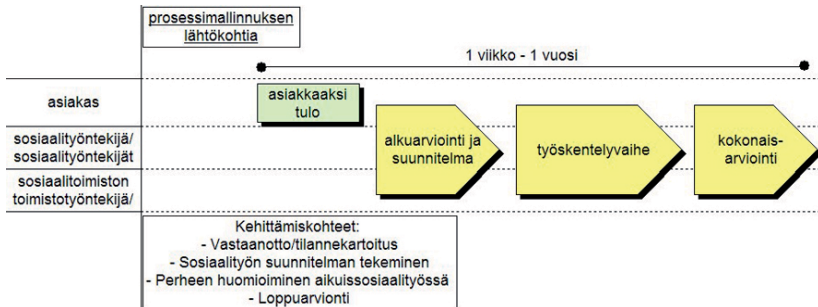 prosessimallinnuksen
lähtökohtia
1 viikko - 1 vuosi
asiakas
asiakkaaksi
tulo
sosiaalityöntekijä/
sosiaalityöntekijät
alkuarviointi ja
suunnitelma
työskentelyvaihe
kokonais-
arviointi
sosiaalitoimiston
toimistotyöntekijä/
Kehittämiskohteet:
- Vastaanotto/tilannekartoitus
- Sosiaalityön suunnitelman tekeminen
- Perheen huomioiminen aikuissosiaalityössä
- Loppuarvionti